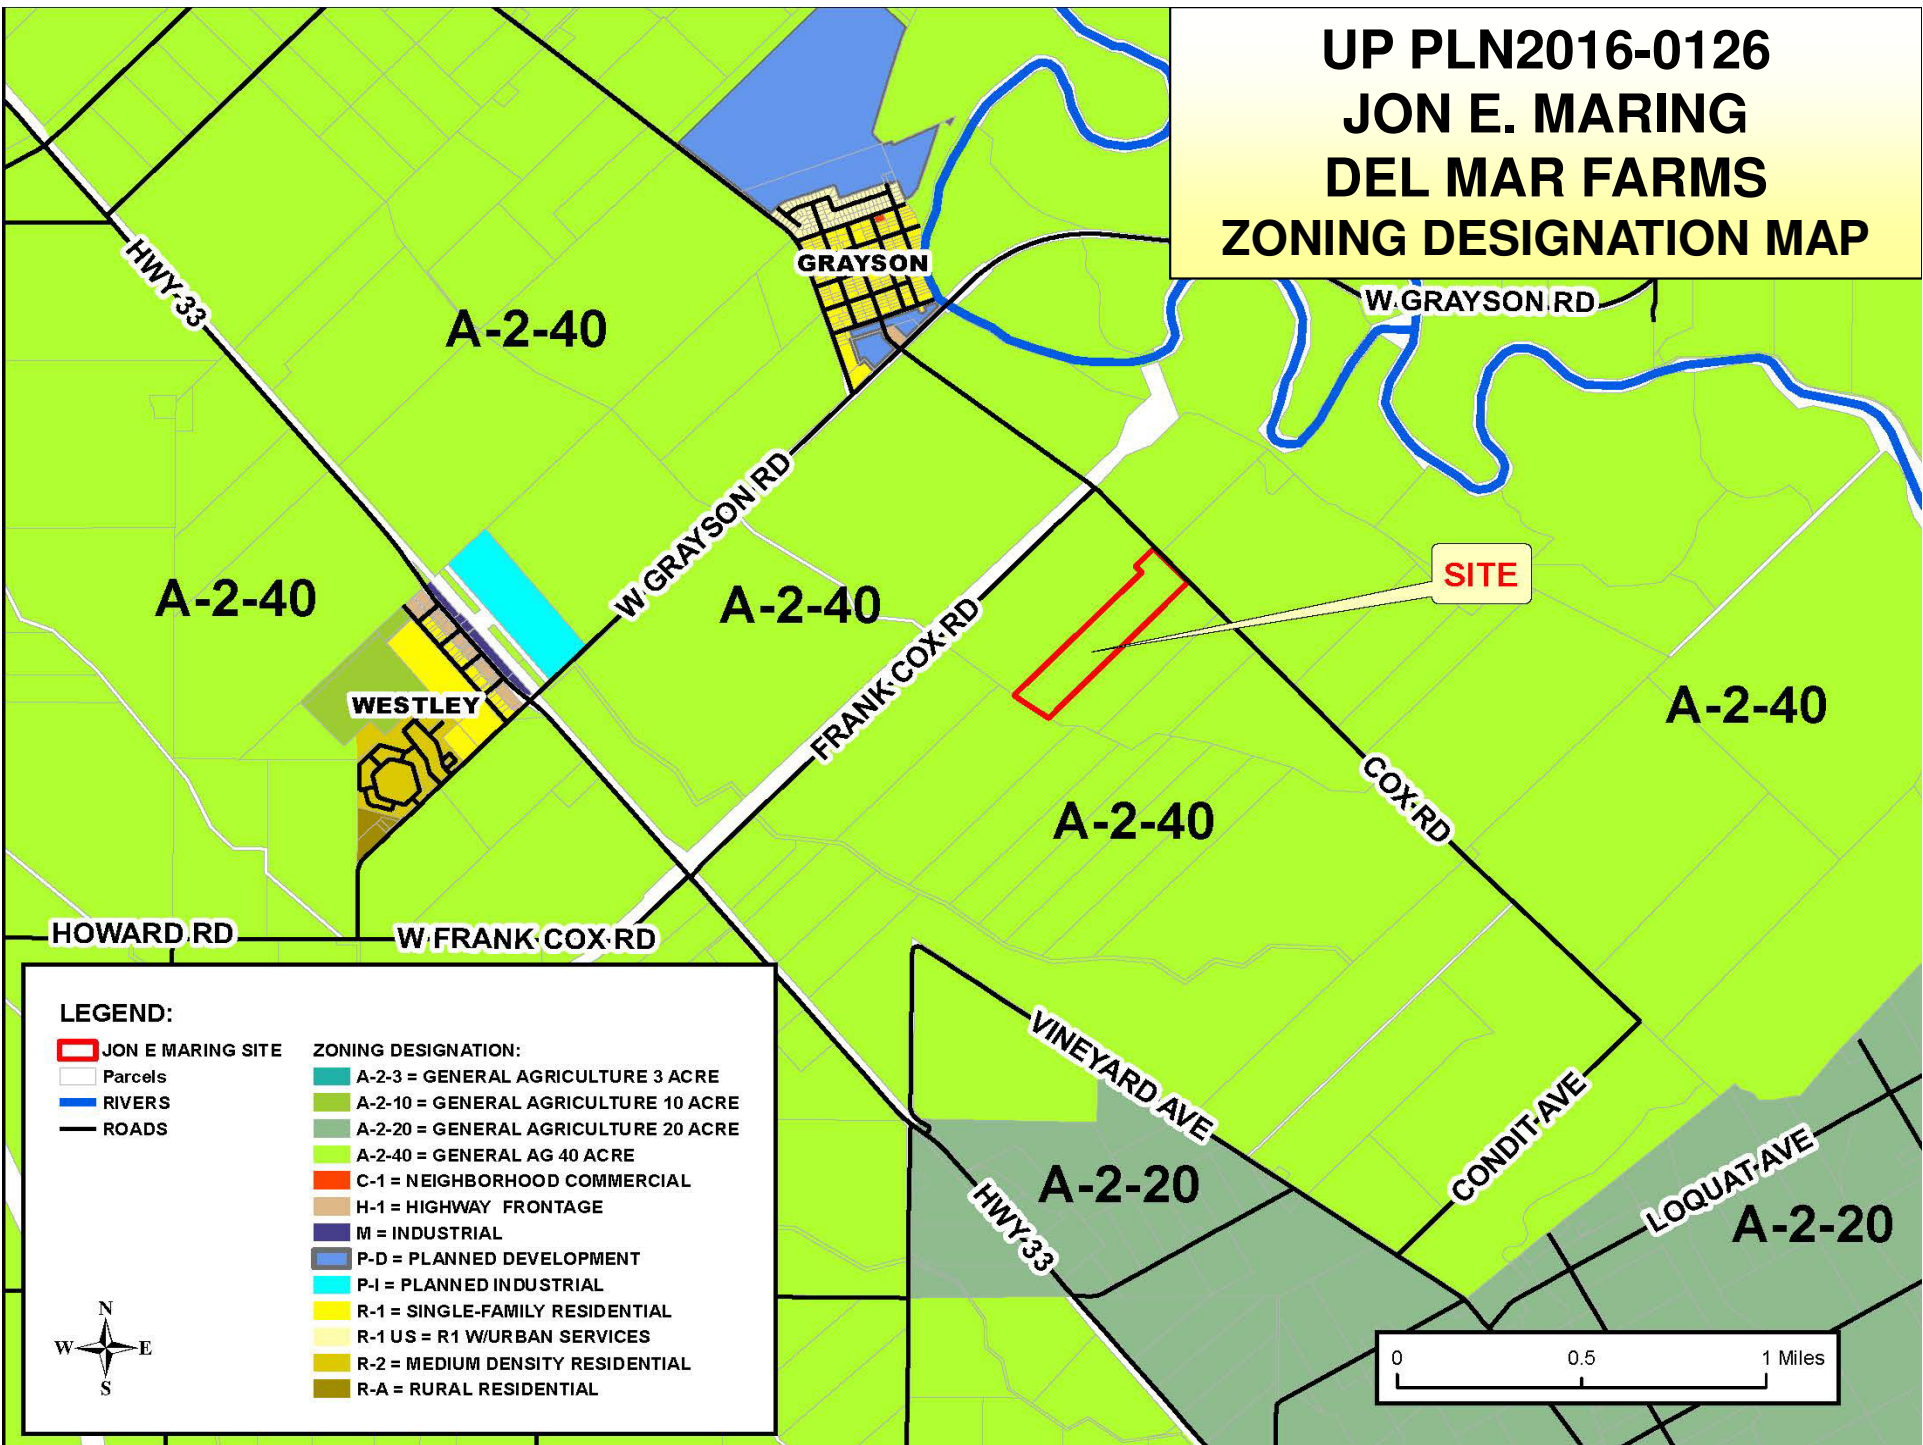 UP PLN2016-0126
JON E. MARING
DEL MAR FARMS
ZONING DESIGNATION MAP
HWY 33
GRAYSON
W GRAYSON RD
A-2-40
W GRAYSON RD
SITE
A-2-40
A-2-40
FRANK COX RD
WESTLEY
A-2-40
A-2-40
COX RD
HOWARD RD
W FRANK COX RD
VINEYARD AVE
CONDIT AVE
LOQUAT AVE
A-2-20
A-2-20
HWY 33
LEGEND:
JON E MARING SITE
Parcels
RIVERS
ROADS
ZONING DESIGNATION:
A-2-3 = GENERAL AGRICULTURE 3 ACRE
A-2-10 = GENERAL AGRICULTURE 10 ACRE
A-2-20 = GENERAL AGRICULTURE 20 ACRE
A-2-40 = GENERAL AG 40 ACRE
C-1 = NEIGHBORHOOD COMMERCIAL
H-1 = HIGHWAY FRONTAGE
M = INDUSTRIAL
P-D = PLANNED DEVELOPMENT
P-I = PLANNED INDUSTRIAL
R-1 = SINGLE-FAMILY RESIDENTIAL
R-1 US = R1 W/URBAN SERVICES
R-2 = MEDIUM DENSITY RESIDENTIAL
R-A = RURAL RESIDENTIAL
N
W E
S
0 0.5 1 Miles